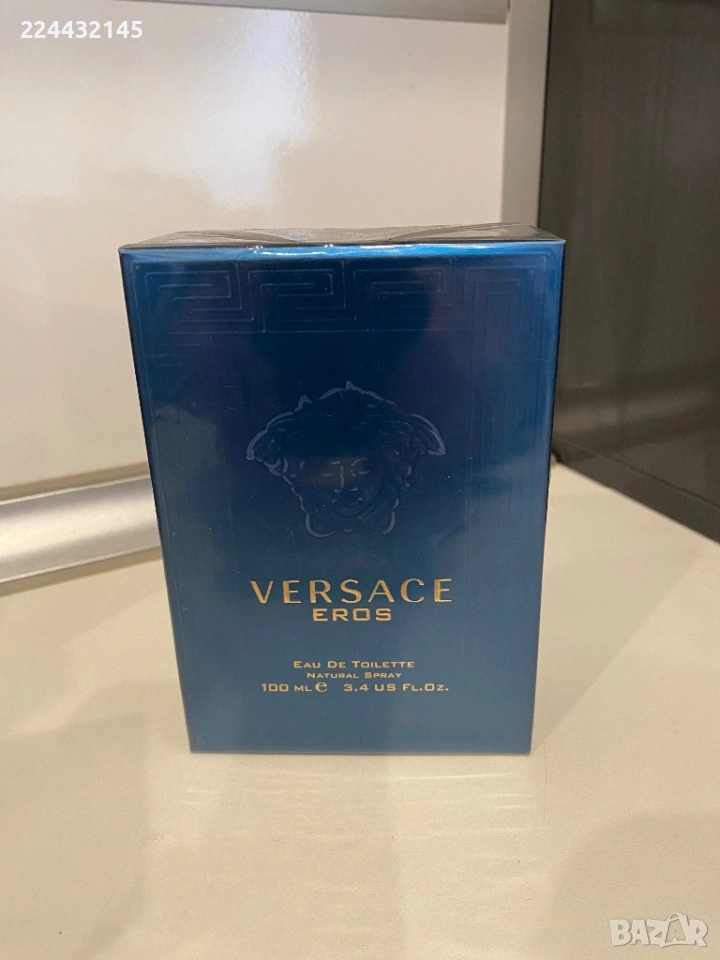 224432145
VERSACE
EROS
EAU DE TOILETTE
NATURAL SPRAY
100 ML e 3.4 US FL.OZ.
BAZAR